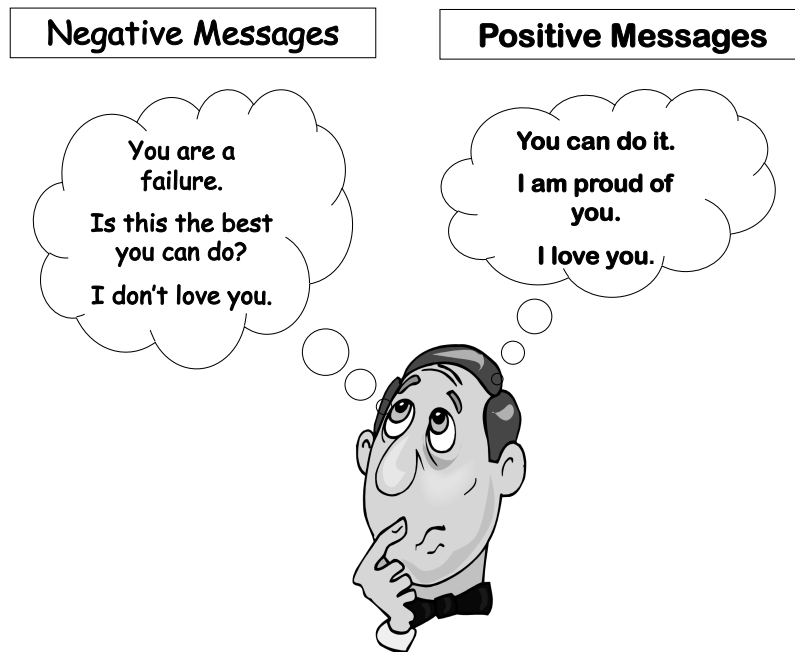 Negative Messages
You are a
failure.
Is this the best
you can do?
I don't love you.
Positive Messages
You can do it.
I am proud of
you.
I love you.